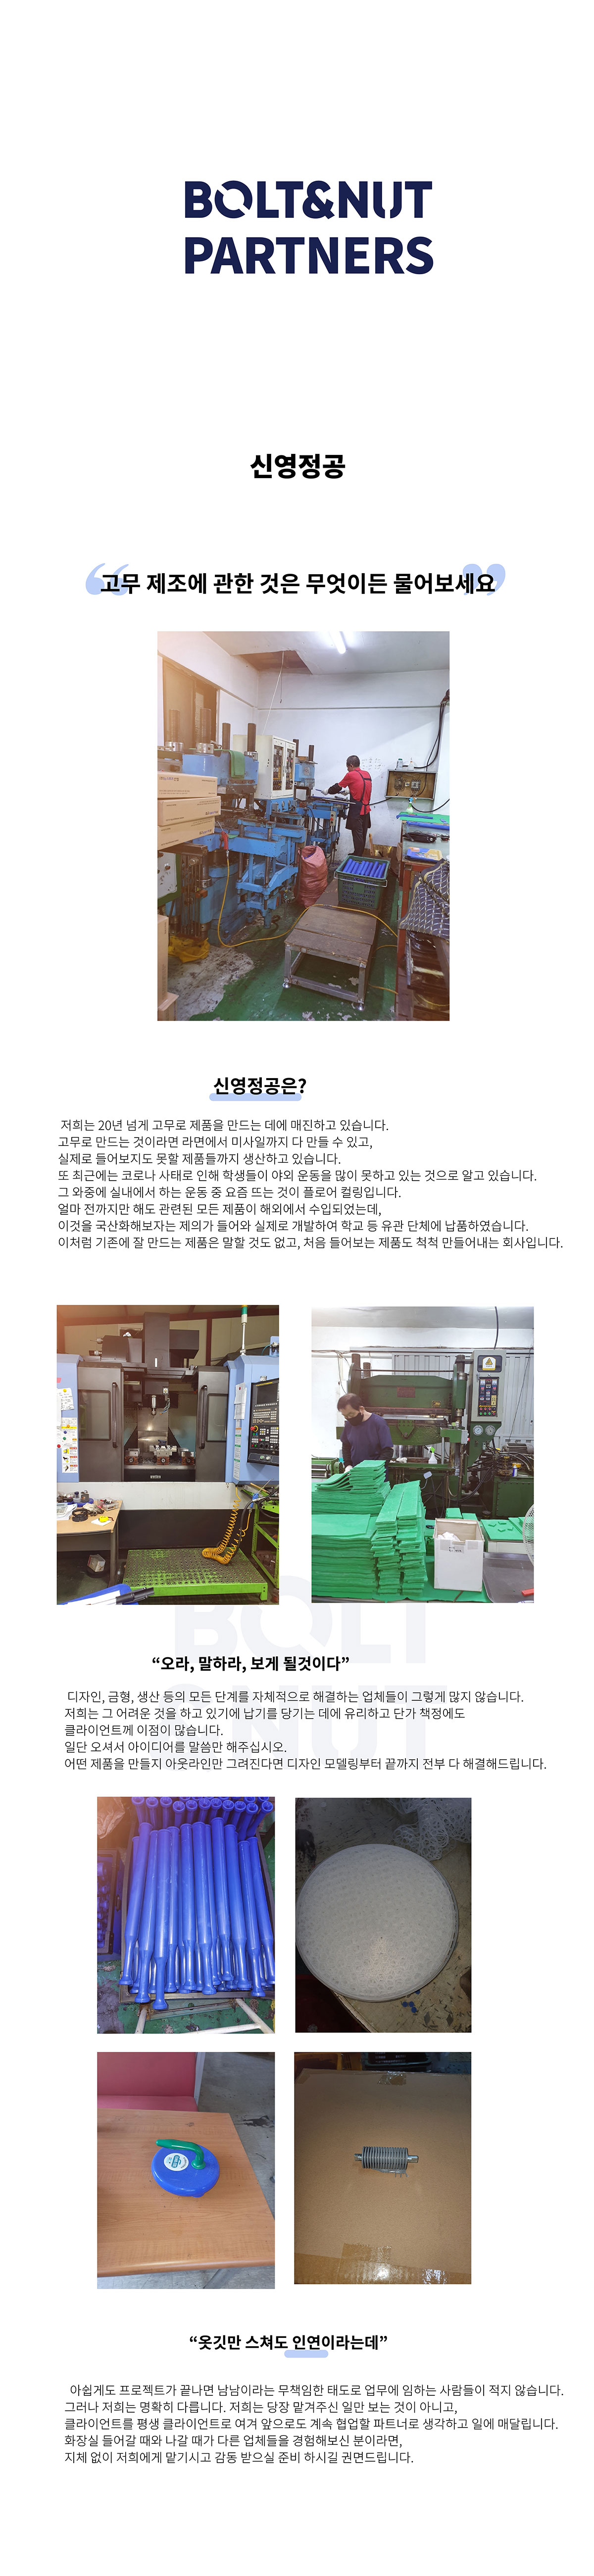 BOLT&NUT
PARTNERS
신영정공
“고무 제조에 관한 것은 무엇이든 물어보세요”
신영정공은?
저희는 20년 넘게 고무로 제품을 만드는 데에 매진하고 있습니다.
고무로 만드는 것이라면 라면에서 미사일까지 다 만들 수 있고,
실제로 들어보지도 못할 제품들까지 생산하고 있습니다.
또 최근에는 코로나 사태로 인해 학생들이 야외 운동을 많이 못하고 있는 것으로 알고 있습니다.
그 와중에 실내에서 하는 운동 중 요즘 뜨는 것이 플로어 컬링입니다.
얼마 전까지만 해도 관련된 모든 제품이 해외에서 수입되었는데,
이것을 국산화해보자는 제의가 들어와 실제로 개발하여 학교 등 유관 단체에 납품하였습니다.
이처럼 기존에 잘 만드는 제품은 말할 것도 없고, 처음 들어보는 제품도 척척 만들어내는 회사입니다.
BOLT
&NUT
“오라, 말하라, 보게 될것이다”
디자인, 금형, 생산 등의 모든 단계를 자체적으로 해결하는 업체들이 그렇게 많지 않습니다.
저희는 그 어려운 것을 하고 있기에 납기를 당기는 데에 유리하고 단가 책정에도
클라이언트께 이점이 많습니다.
일단 오셔서 아이디어를 말씀만 해주십시오.
어떤 제품을 만들지 아웃라인만 그려진다면 디자인 모델링부터 끝까지 전부 다 해결해드립니다.
“옷깃만 스쳐도 인연이라는데”
아쉽게도 프로젝트가 끝나면 남남이라는 무책임한 태도로 업무에 임하는 사람들이 적지 않습니다.
그러나 저희는 명확히 다릅니다. 저희는 당장 맡겨주신 일만 보는 것이 아니고,
클라이언트를 평생 클라이언트로 여겨 앞으로도 계속 협업할 파트너로 생각하고 일에 매달립니다.
화장실 들어갈 때와 나갈 때가 다른 업체들을 경험해보신 분이라면,
지체 없이 저희에게 맡기시고 감동 받으실 준비 하시길 권면드립니다.